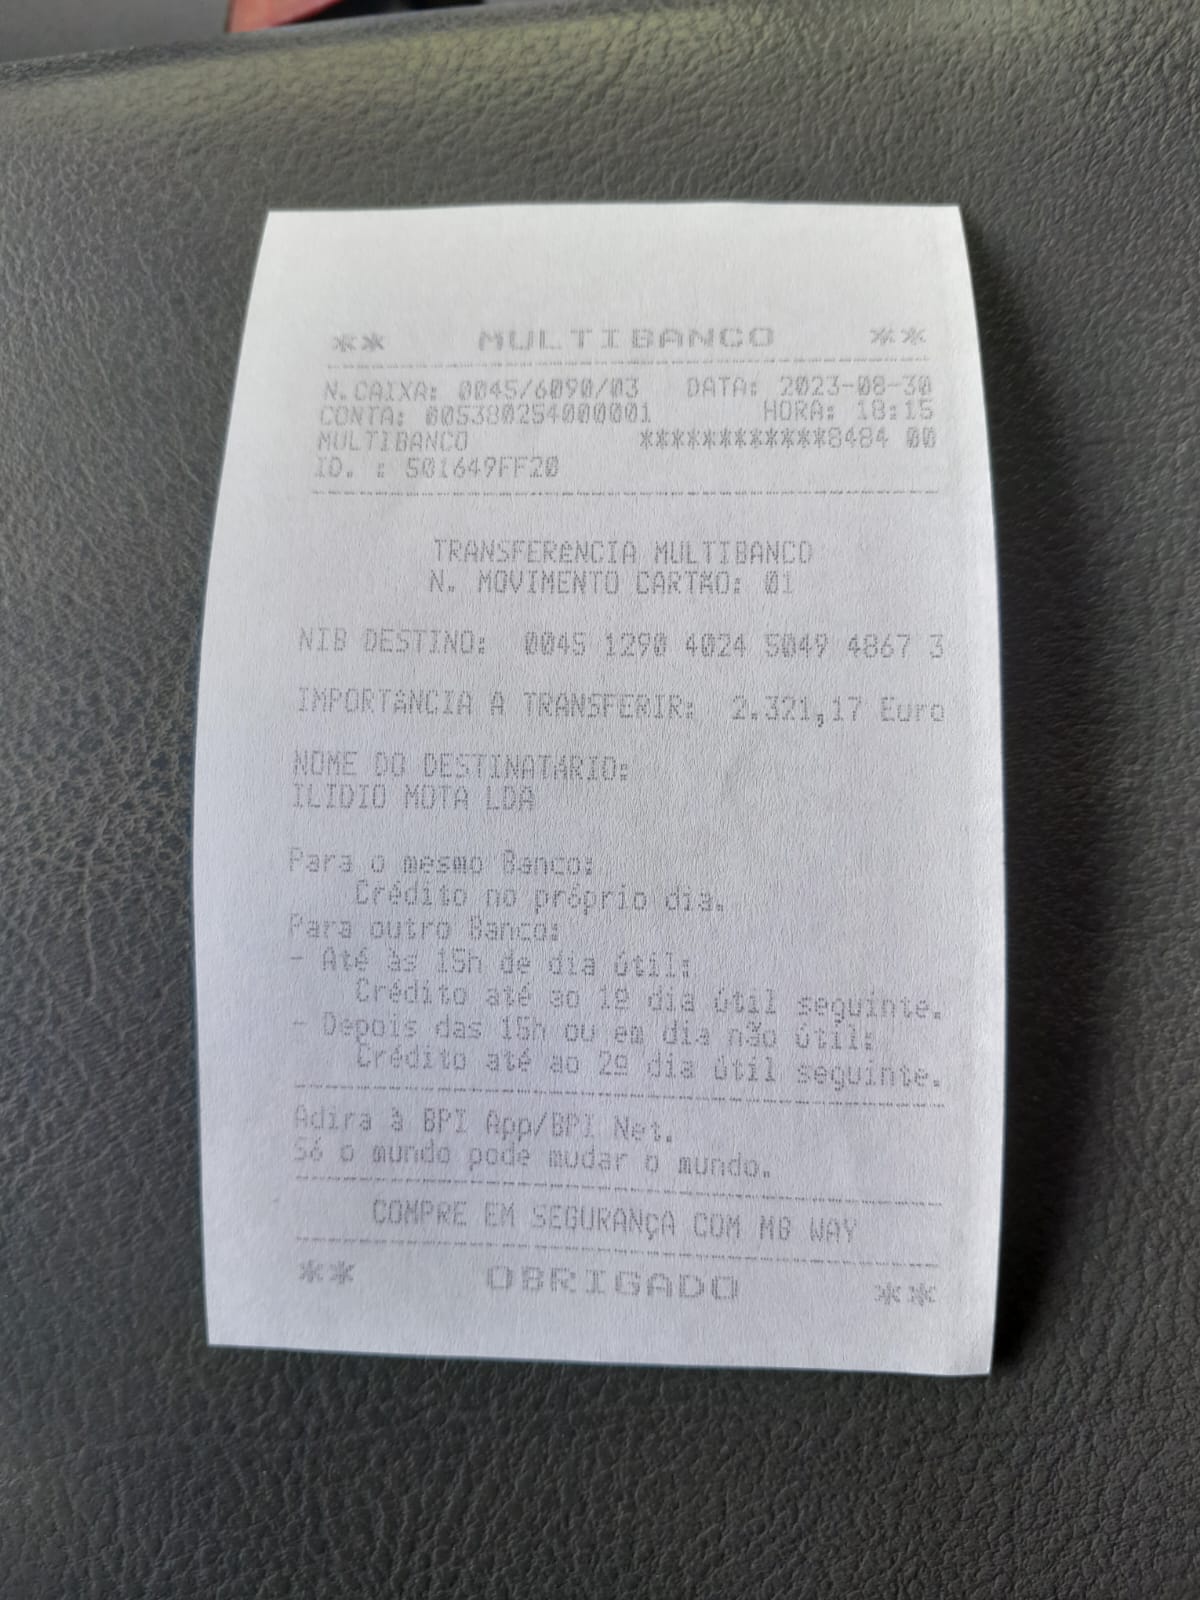 ** MULTIBANCO **
N.CAIXA: 0045/6090/03 DATA: 2023-08-30
CONTA: 005380254000001 HORA: 18:15
MULTIBANCO ************8484 00
ID. : 501649FF20
TRANSFERêNCIA MULTIBANCO
N. MOVIMENTO CARTãO: 01
NIB DESTINO: 0045 1290 4024 5049 4867 3
IMPORTâNCIA A TRANSFERIR: 2.321,17 Euro
NOME DO DESTINATáRIO:
ILIDIO MOTA LDA
Para o mesmo Banco:
Crédito no próprio dia.
Para outro Banco:
- Até às 15h de dia útil:
Crédito até ao 1º dia útil seguinte.
- Depois das 15h ou em dia não útil:
Crédito até ao 2º dia útil seguinte.
Adira à BPI App/BPI Net.
Só o mundo pode mudar o mundo.
COMPRE EM SEGURANçA COM MB WAY
** OBRIGADO **